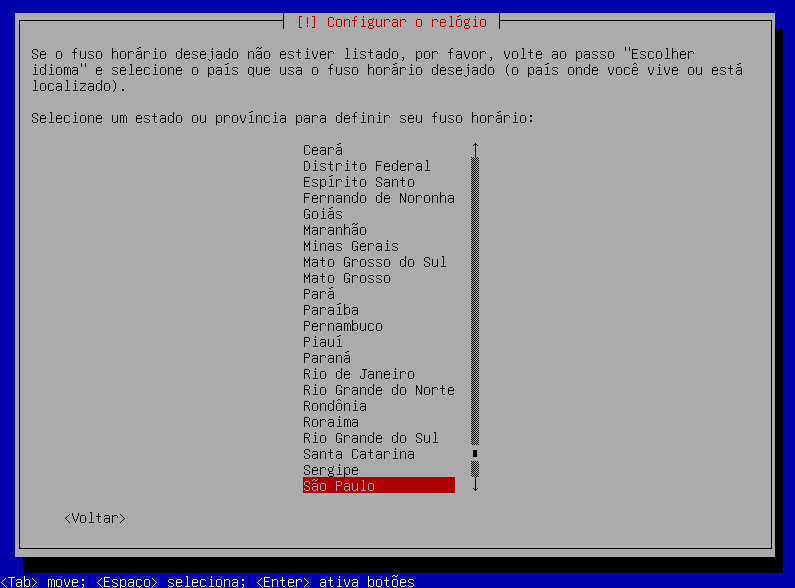 [!] Configurar o relógio
Se o fuso horário desejado não estiver listado, por favor, volte ao passo "Escolher
idioma" e selecione o país que usa o fuso horário desejado (o país onde você vive ou está
localizado).
Selecione um estado ou província para definir seu fuso horário:
Ceará
Distrito Federal
Espírito Santo
Fernando de Noronha
Goiás
Maranhão
Minas Gerais
Mato Grosso do Sul
Mato Grosso
Pará
Paraíba
Pernambuco
Piauí
Paraná
Rio de Janeiro
Rio Grande do Norte
Rondônia
Roraima
Rio Grande do Sul
Santa Catarina
Sergipe
São Paulo
<Voltar>
<Tab> move; <Espaço> seleciona; <Enter> ativa botões